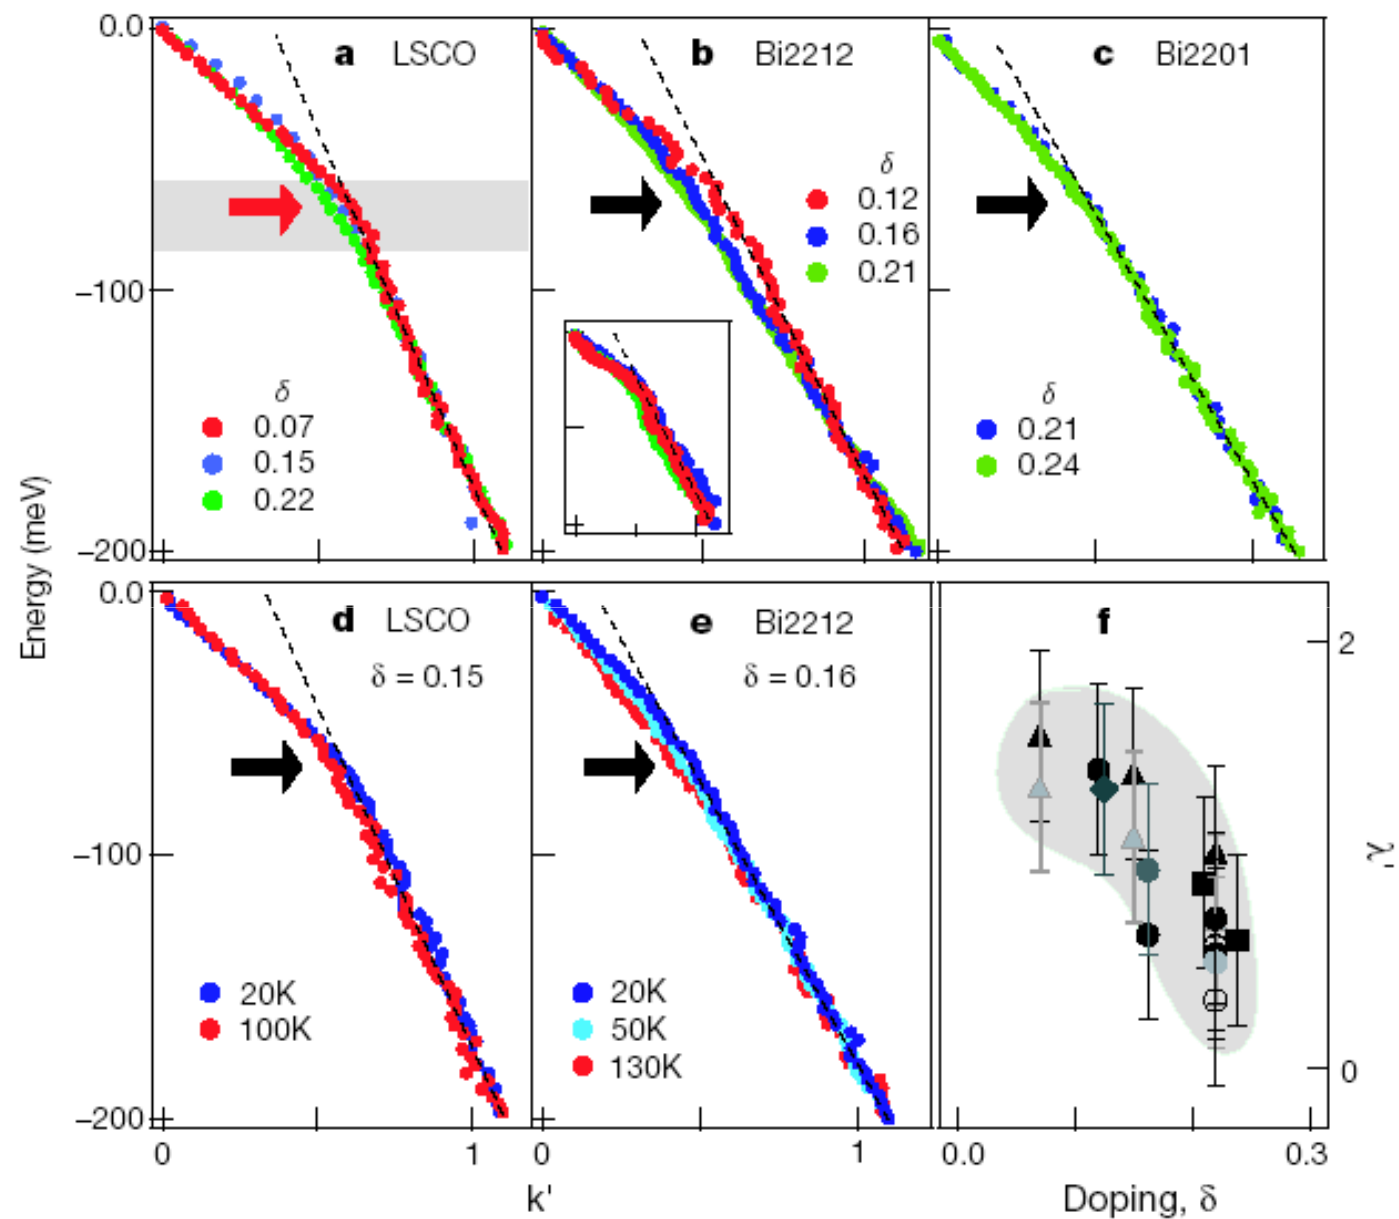 0.0
a LSCO
b Bi2212
c Bi2201
δ
0.12
0.16
0.21
−100
δ
0.07
0.15
0.22
δ
0.21
0.24
−200
Energy (meV)
0.0
d LSCO
δ = 0.15
e Bi2212
δ = 0.16
f
2
−100
λ'
20K
100K
20K
50K
130K
0
−200
0
1
0
1
0.0
0.3
k'
Doping, δ